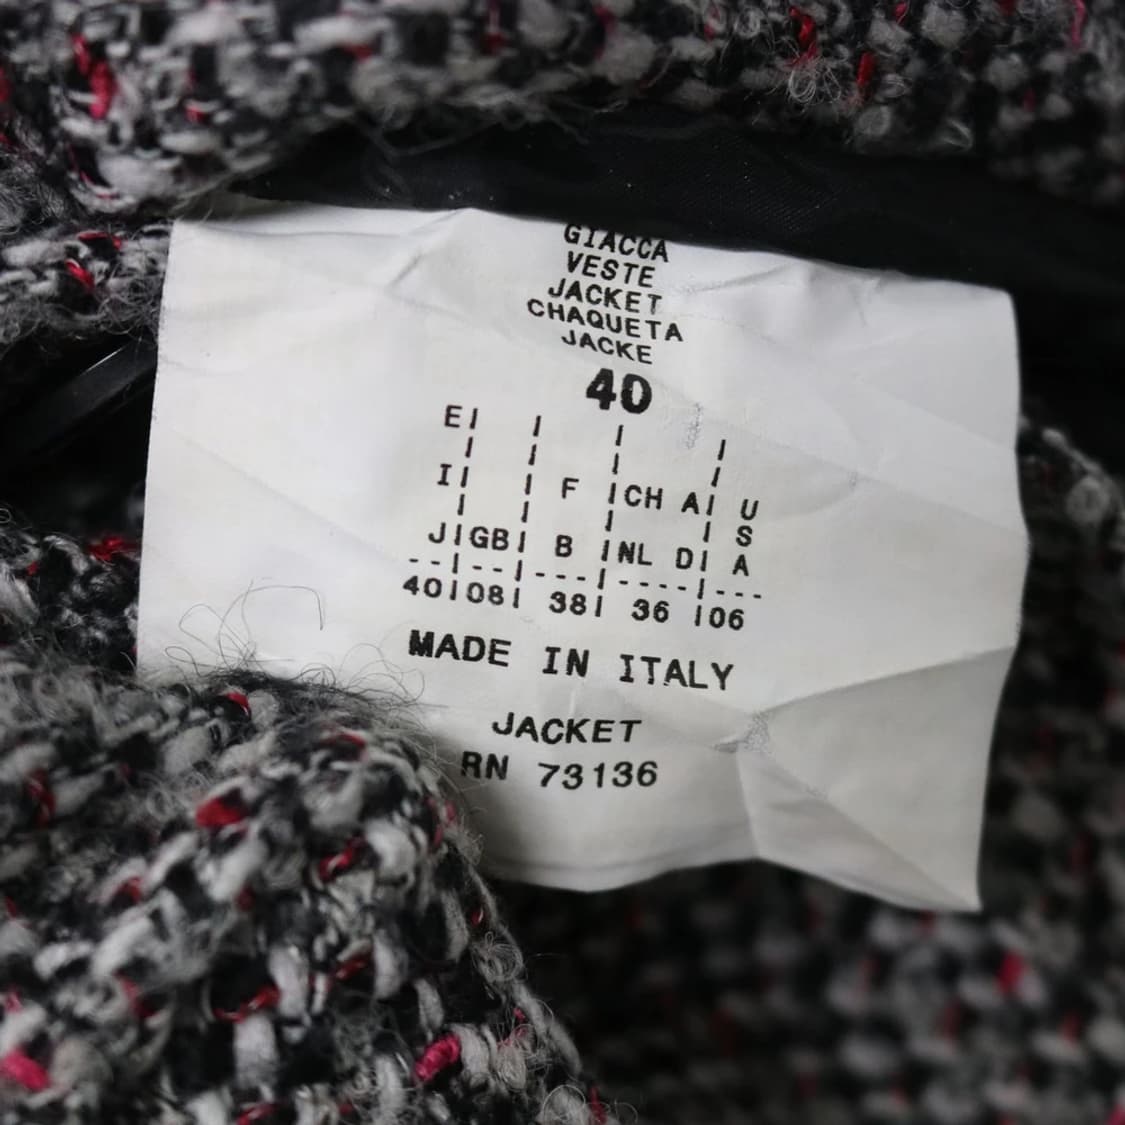 GIACCA
VESTE
JACKET
CHAQUETA
JACKE
40
E| | | |
I| | F |CH A| U
S
J|GB| B |NL D| A
--|--|---|----|---
40|08| 38| 36 |06
MADE IN ITALY
JACKET
RN 73136